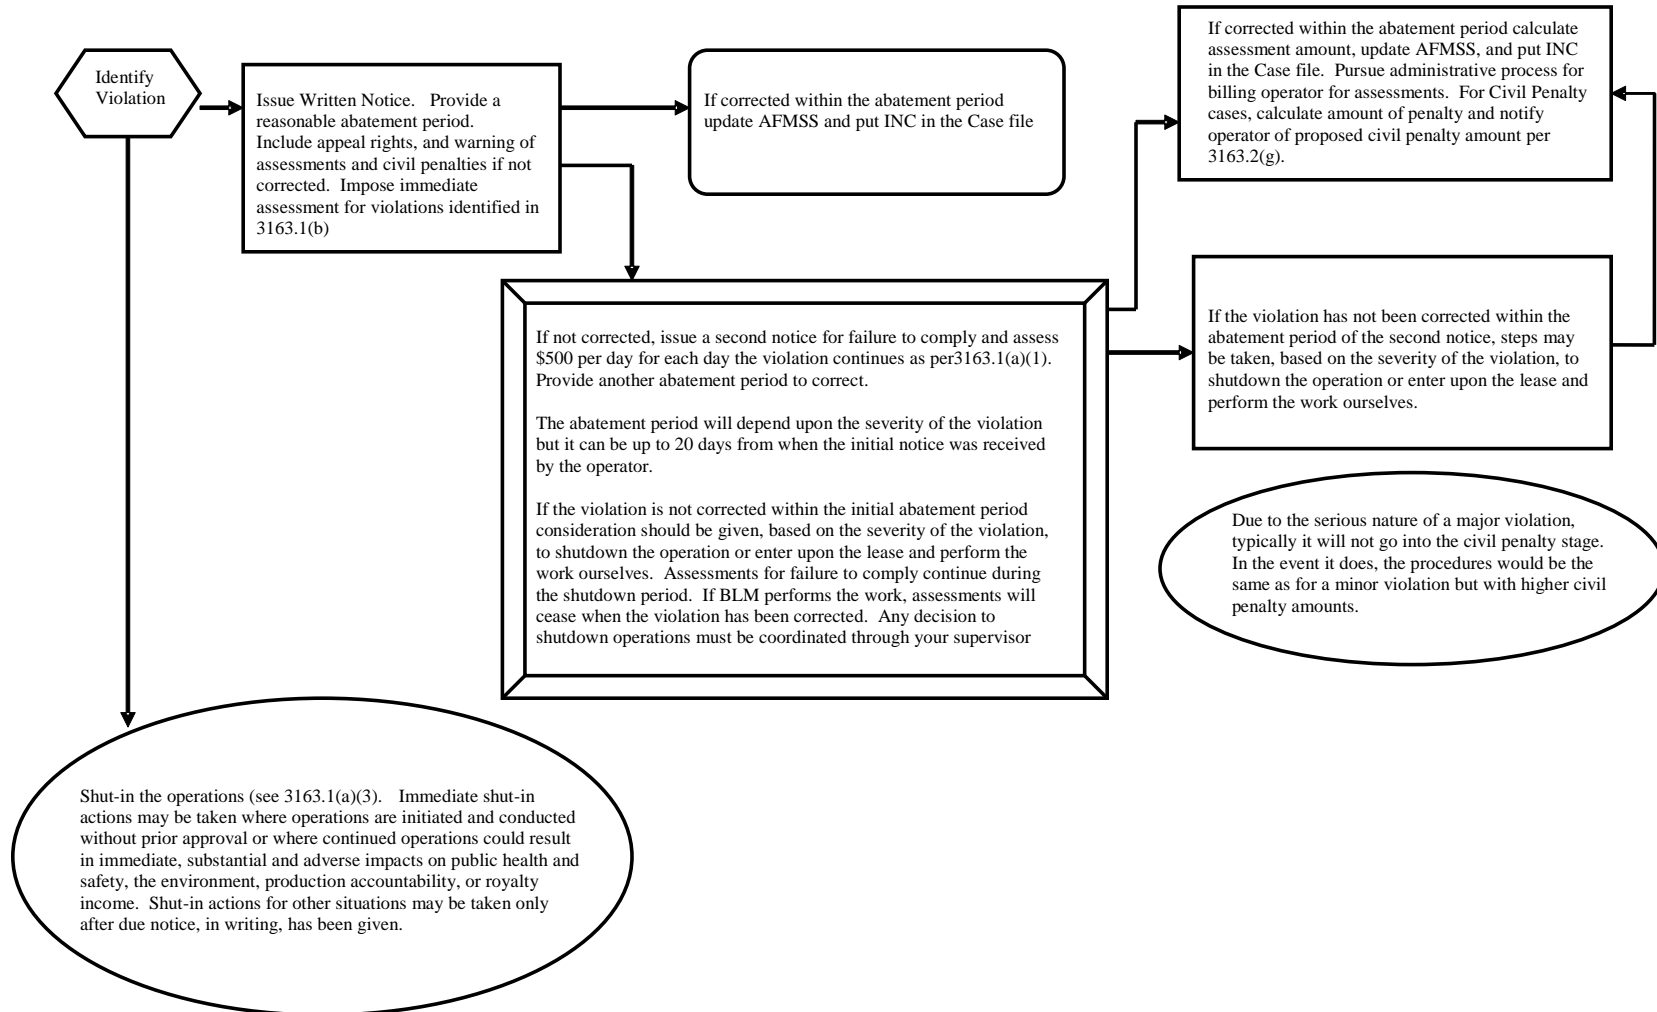 Identify
Violation
Issue Written Notice.   Provide a
reasonable abatement period.
Include appeal rights, and warning of
assessments and civil penalties if not
corrected.  Impose immediate
assessment for violations identified in
3163.1(b)
If corrected within the abatement period
update AFMSS and put INC in the Case file
If corrected within the abatement period calculate
assessment amount, update AFMSS, and put INC
in the Case file.  Pursue administrative process for
billing operator for assessments.  For Civil Penalty
cases, calculate amount of penalty and notify
operator of proposed civil penalty amount per
3163.2(g).
If not corrected, issue a second notice for failure to comply and assess
$500 per day for each day the violation continues as per3163.1(a)(1).
Provide another abatement period to correct.
The abatement period will depend upon the severity of the violation
but it can be up to 20 days from when the initial notice was received
by the operator.
If the violation is not corrected within the initial abatement period
consideration should be given, based on the severity of the violation,
to shutdown the operation or enter upon the lease and perform the
work ourselves.  Assessments for failure to comply continue during
the shutdown period.  If BLM performs the work, assessments will
cease when the violation has been corrected.  Any decision to
shutdown operations must be coordinated through your supervisor
If the violation has not been corrected within the
abatement period of the second notice, steps may
be taken, based on the severity of the violation, to
shutdown the operation or enter upon the lease and
perform the work ourselves.
Due to the serious nature of a major violation,
typically it will not go into the civil penalty stage.
In the event it does, the procedures would be the
same as for a minor violation but with higher civil
penalty amounts.
Shut-in the operations (see 3163.1(a)(3).   Immediate shut-in
actions may be taken where operations are initiated and conducted
without prior approval or where continued operations could result
in immediate, substantial and adverse impacts on public health and
safety, the environment, production accountability, or royalty
income.  Shut-in actions for other situations may be taken only
after due notice, in writing, has been given.